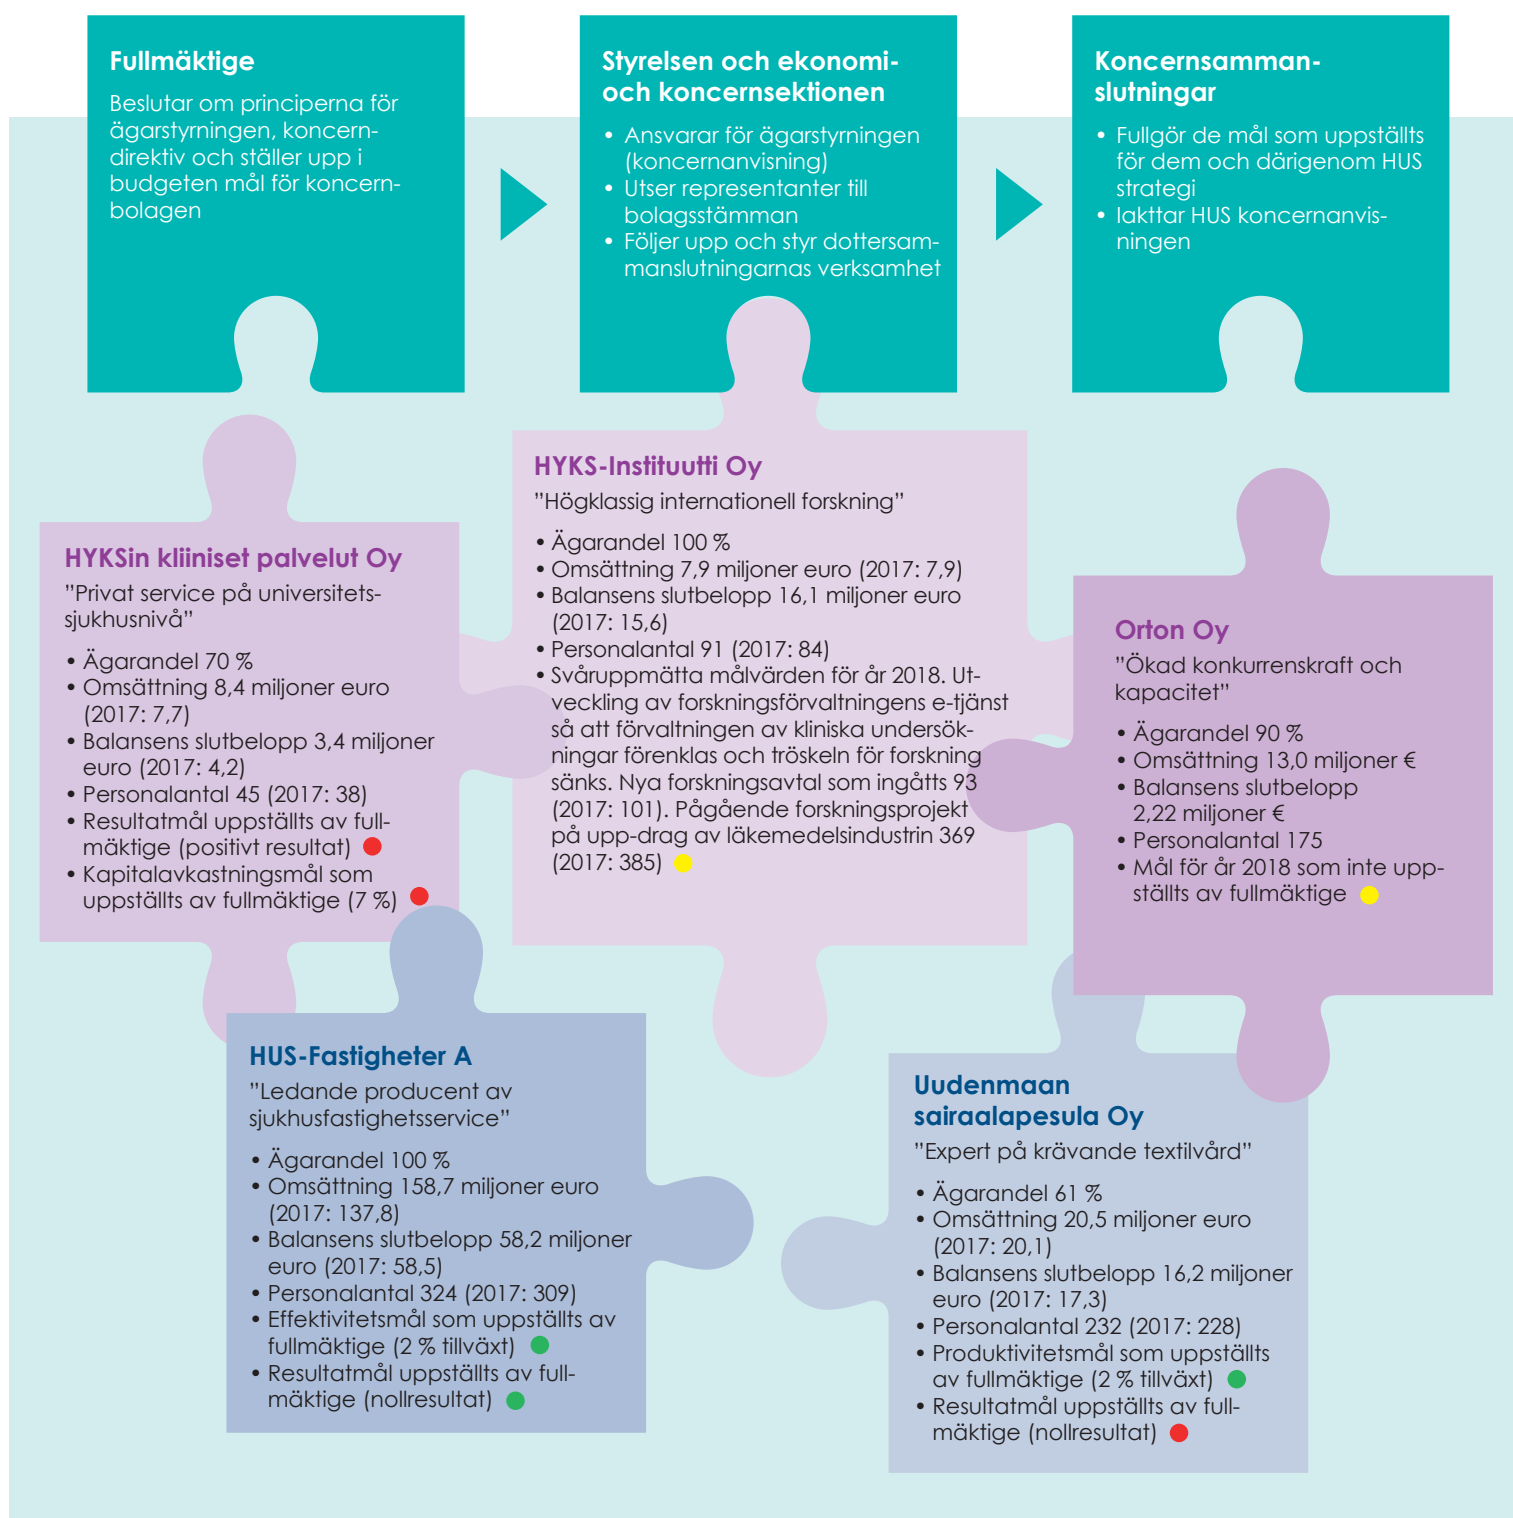 Fullmäktige
Beslutar om principerna för
ägarstyrningen, koncern-
direktiv och ställer upp i
budgeten mål för koncern-
bolagen
Styrelsen och ekonomi-
och koncernsektionen
• Ansvarar för ägarstyrningen
(koncernanvisning)
• Utser representanter till
bolagsstämman
• Följer upp och styr dottersam-
manslutningarnas verksamhet
Koncernsamman-
slutningar
• Fullgör de mål som uppställts
för dem och därigenom HUS
strategi
• Iakttar HUS koncernanvis-
ningen
HYKSin kliiniset palvelut Oy
”Privat service på universitets-
sjukhusnivå”
• Ägarandel 70 %
• Omsättning 8,4 miljoner euro
(2017: 7,7)
• Balansens slutbelopp 3,4 miljoner
euro (2017: 4,2)
• Personalantal 45 (2017: 38)
• Resultatmål uppställts av full-
mäktige (positivt resultat)
• Kapitalavkastningsmål som
uppställts av fullmäktige (7 %)
HYKS-Instituutti Oy
”Högklassig internationell forskning”
• Ägarandel 100 %
• Omsättning 7,9 miljoner euro (2017: 7,9)
• Balansens slutbelopp 16,1 miljoner euro
(2017: 15,6)
• Personalantal 91 (2017: 84)
• Svåruppmätta målvärden för år 2018. Ut-
veckling av forskningsförvaltningens e-tjänst
så att förvaltningen av kliniska undersök-
ningar förenklas och tröskeln för forskning
sänks. Nya forskningsavtal som ingåtts 93
(2017: 101). Pågående forskningsprojekt
på upp-drag av läkemedelsindustrin 369
(2017: 385)
Orton Oy
”Ökad konkurrenskraft och
kapacitet”
• Ägarandel 90 %
• Omsättning 13,0 miljoner €
• Balansens slutbelopp
2,22 miljoner €
• Personalantal 175
• Mål för år 2018 som inte upp-
ställts av fullmäktige
HUS-Fastigheter A
”Ledande producent av
sjukhusfastighetsservice”
• Ägarandel 100 %
• Omsättning 158,7 miljoner euro
(2017: 137,8)
• Balansens slutbelopp 58,2 miljoner
euro (2017: 58,5)
• Personalantal 324 (2017: 309)
• Effektivitetsmål som uppställts av
fullmäktige (2 % tillväxt)
• Resultatmål uppställts av full-
mäktige (nollresultat)
Uudenmaan
sairaalapesula Oy
”Expert på krävande textilvård”
• Ägarandel 61 %
• Omsättning 20,5 miljoner euro
(2017: 20,1)
• Balansens slutbelopp 16,2 miljoner
euro (2017: 17,3)
• Personalantal 232 (2017: 228)
• Produktivitetsmål som uppställts
av fullmäktige (2 % tillväxt)
• Resultatmål uppställts av full-
mäktige (nollresultat)